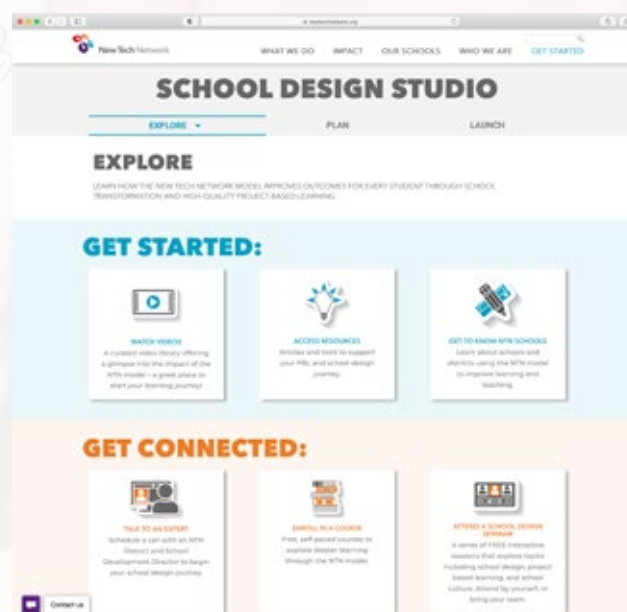 newtechnetwork.org
New Tech Network
WHAT WE DO IMPACT OUR SCHOOLS WHO WE ARE GET STARTED
SCHOOL DESIGN STUDIO
EXPLORE PLAN LAUNCH
EXPLORE
LEARN HOW THE NEW TECH NETWORK MODEL IMPROVES OUTCOMES FOR EVERY STUDENT THROUGH SCHOOL
TRANSFORMATION AND HIGH-QUALITY PROJECT-BASED LEARNING.
GET STARTED:
WATCH VIDEOS
A curated video library offering
a glimpse into the impact of the
NTN model – a great place to
start your learning journey!
ACCESS RESOURCES
Articles and tools to support
your PBL and school design
journey.
GET TO KNOW NTN SCHOOLS
Learn about schools and
districts using the NTN model
to improve learning and
teaching.
GET CONNECTED:
TALK TO AN EXPERT
Schedule a call with an NTN
District and School
Development Director to begin
your school design journey.
ENROLL IN A COURSE
Free, self-paced courses to
explore deeper learning
through the NTN model.
ATTEND A SCHOOL DESIGN
SEMINAR
A series of FREE interactive
sessions that explore topics
including school design, project
based learning, and school
culture. Attend by yourself, or
bring your team.
Contact us